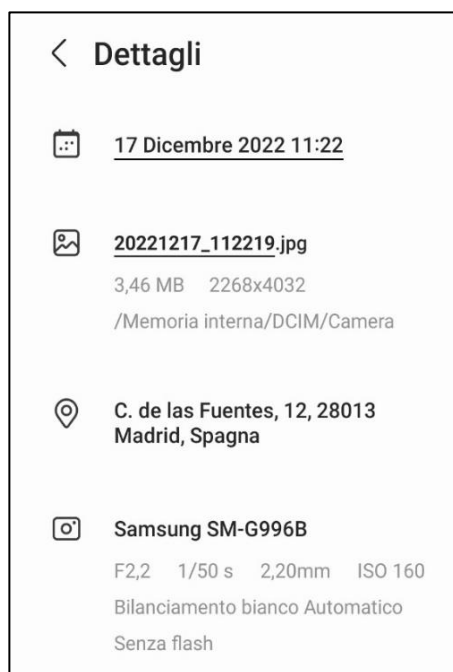 Dettagli
17 Dicembre 2022 11:22
20221217_112219.jpg
3,46 MB 2268x4032
/Memoria interna/DCIM/Camera
C. de las Fuentes, 12, 28013
Madrid, Spagna
Samsung SM-G996B
F2,2 1/50 s 2,20mm ISO 160
Bilanciamento bianco Automatico
Senza flash